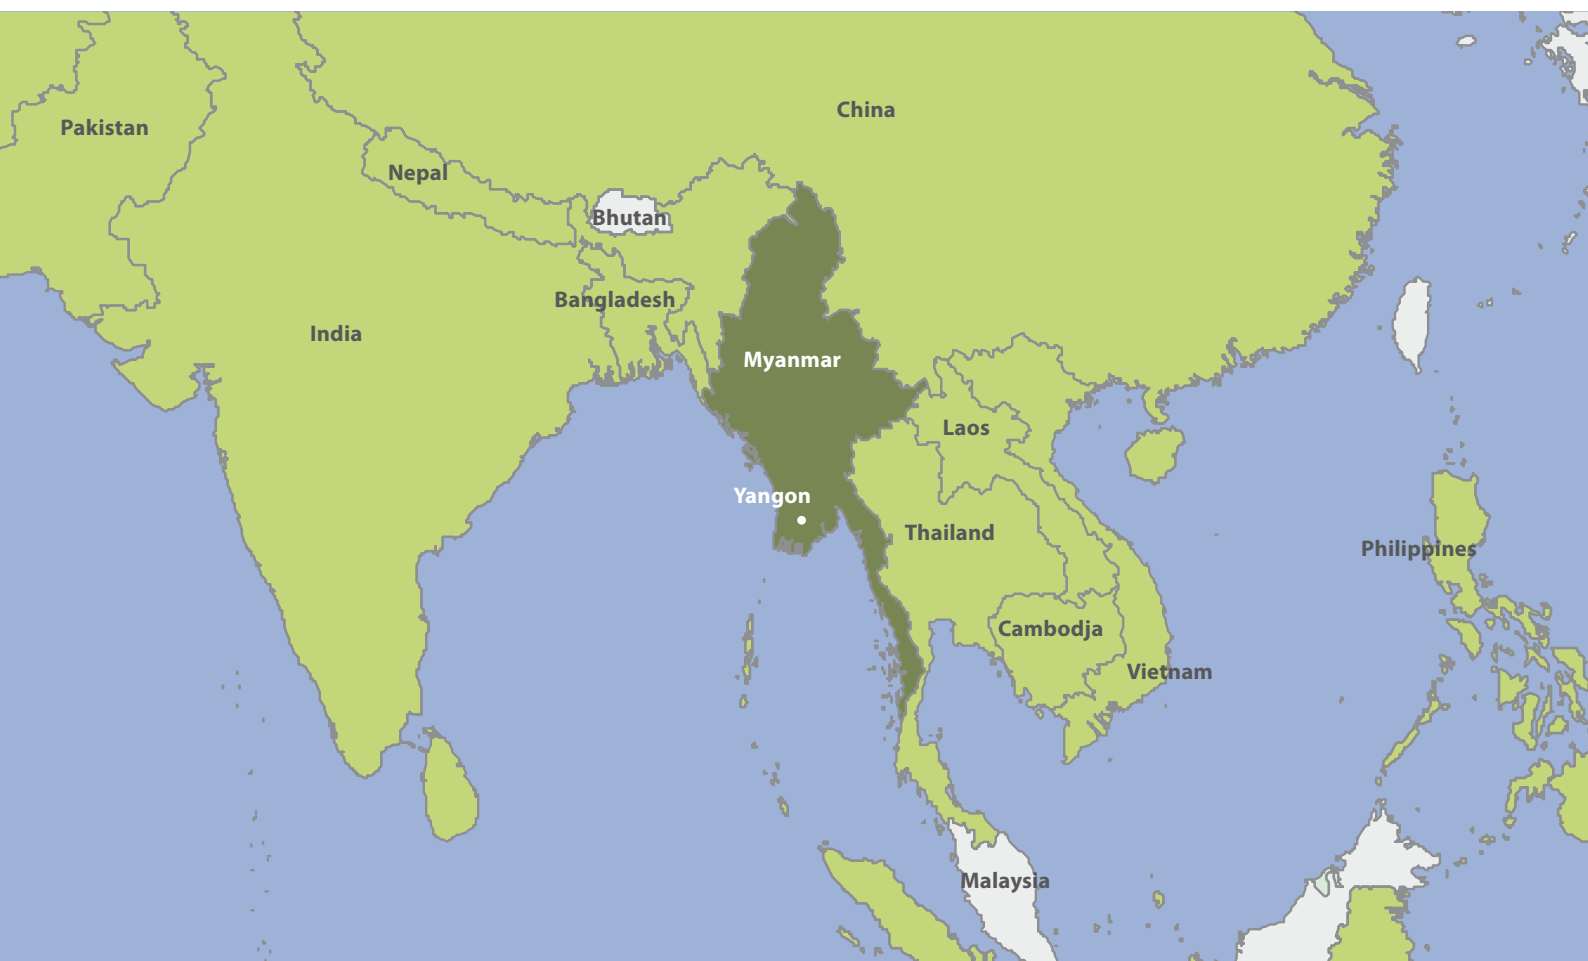 China
Pakistan
Nepal
Bhutan
Bangladesh
India
Myanmar
Laos
Yangon
Thailand
Philippines
Cambodja
Vietnam
Malaysia